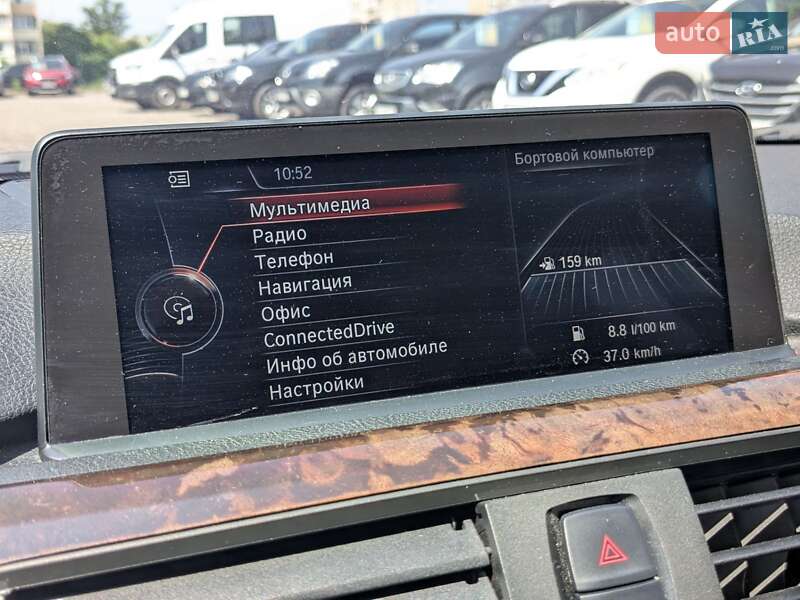 auto RIA
.com
10:52
Бортовой компьютер
Мультимедиа
Радио
Телефон
Навигация
Офис
ConnectedDrive
Инфо об автомобиле
Настройки
159 km
8.8 l/100 km
37.0 km/h